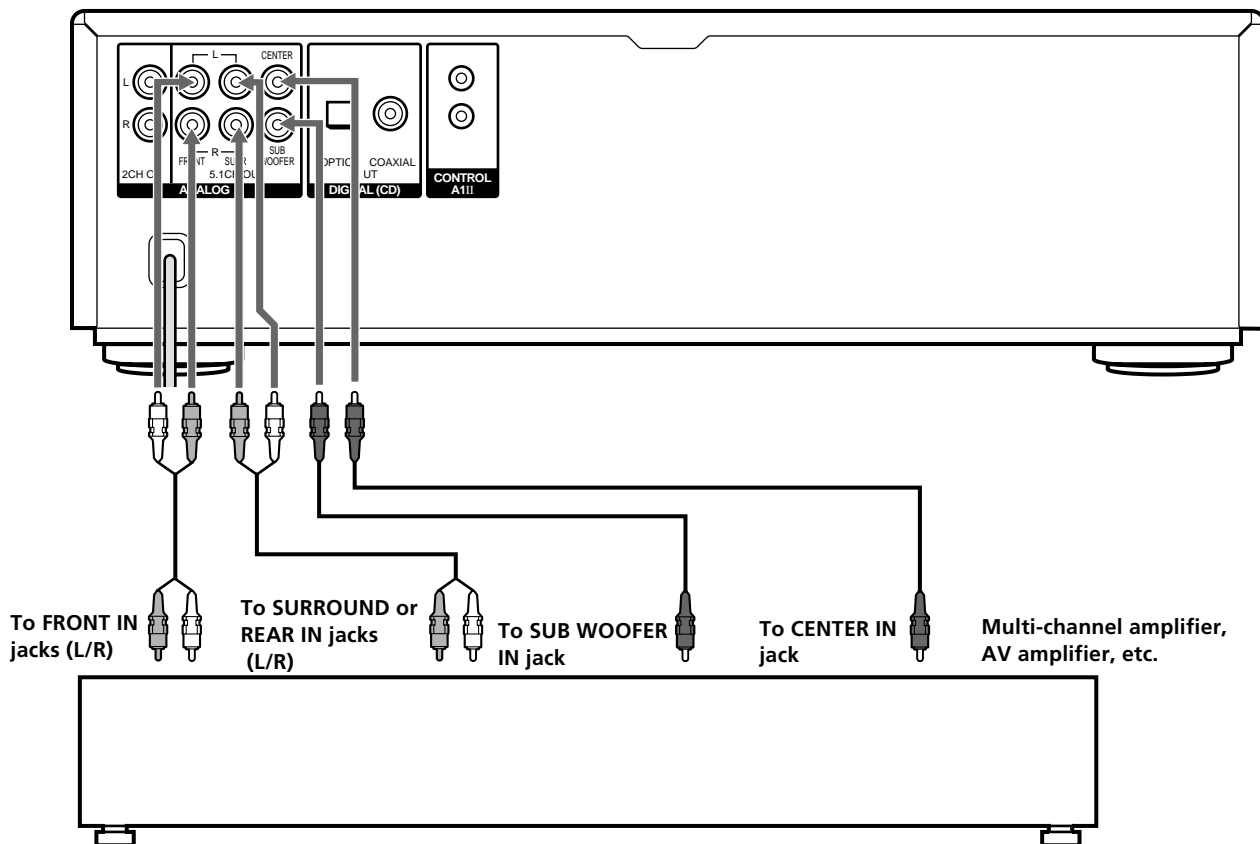 L
CENTER
L
R
R
SUB
WOOFER
5.1CH
2CH
COAXIAL
ANALOG
DIGITAL (CD)
CONTROL
A1II
To FRONT IN
jacks (L/R)
To SURROUND or
REAR IN jacks
(L/R)
To SUB WOOFER
IN jack
To CENTER IN
jack
Multi-channel amplifier,
AV amplifier, etc.